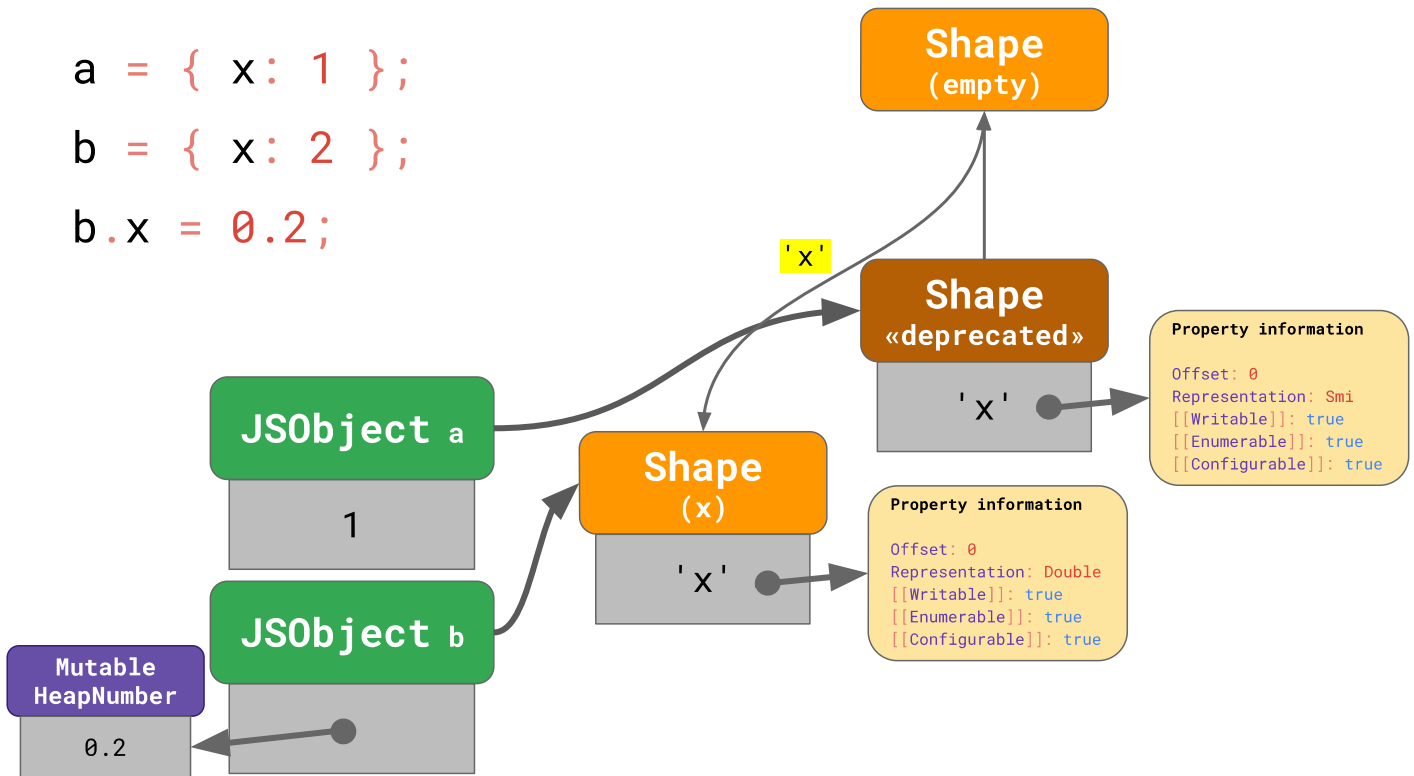 a = { x: 1 };
b = { x: 2 };
b.x = 0.2;
Shape
(empty)
'x'
Shape
«deprecated»
'x'
Property information
Offset: 0
Representation: Smi
[[Writable]]: true
[[Enumerable]]: true
[[Configurable]]: true
JSObject a
1
Shape
(x)
'x'
Property information
Offset: 0
Representation: Double
[[Writable]]: true
[[Enumerable]]: true
[[Configurable]]: true
JSObject b
Mutable
HeapNumber
0.2